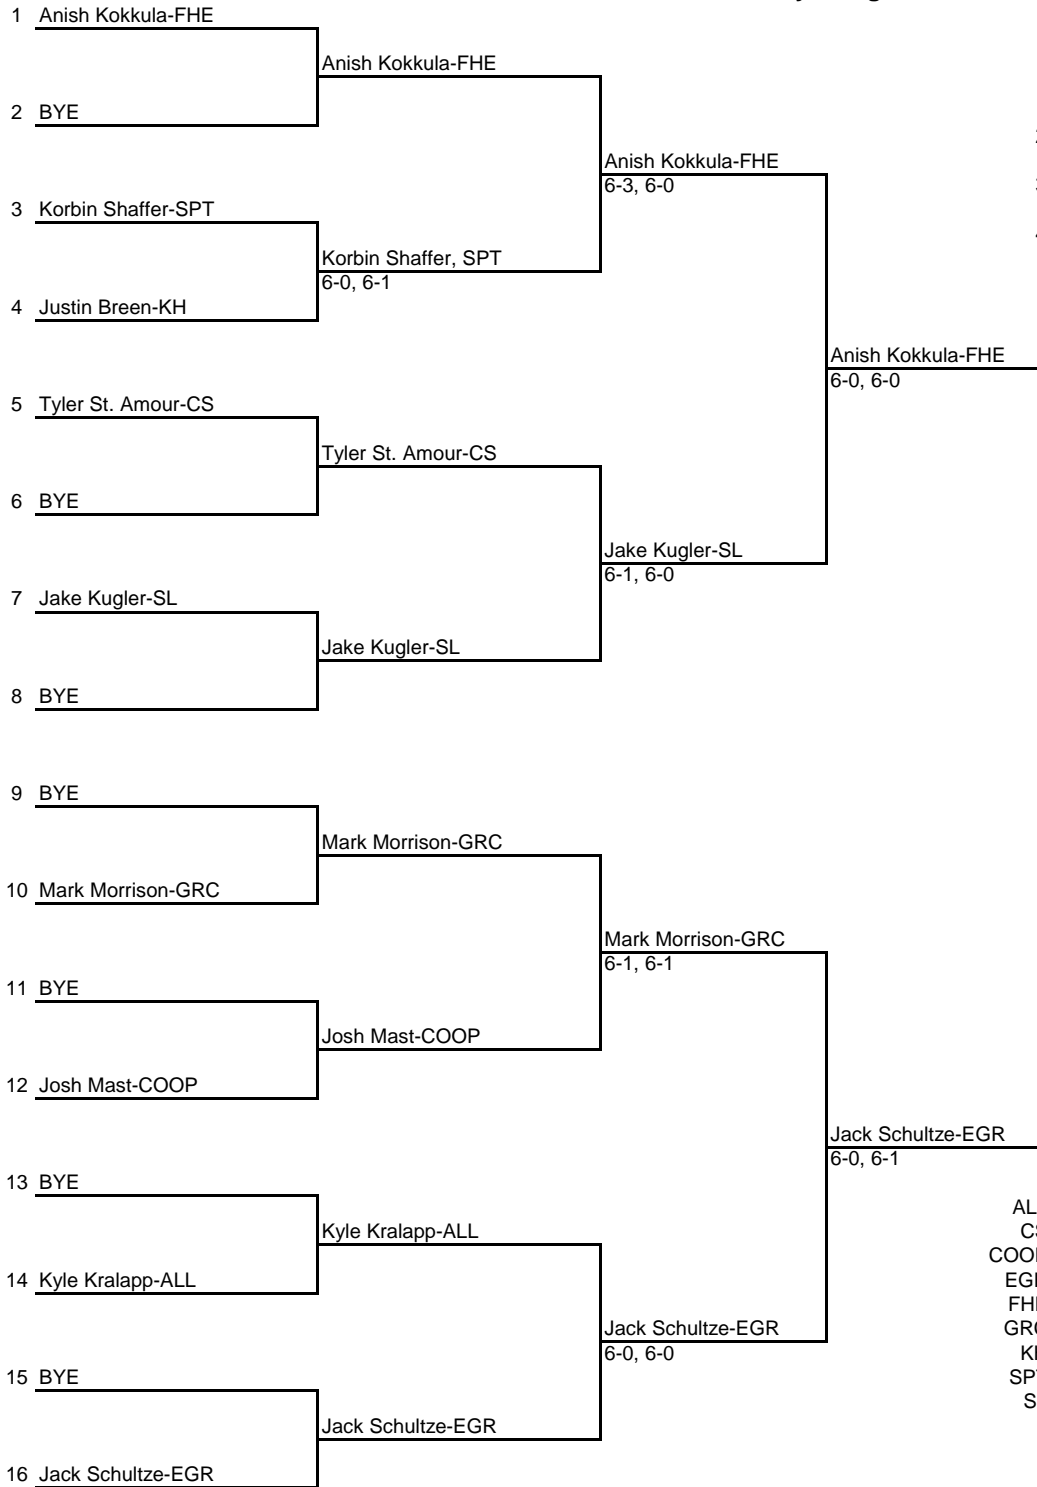 1 Anish Kokkula-FHE
Anish Kokkula-FHE
2 BYE
Anish Kokkula-FHE
6-3, 6-0
3 Korbin Shaffer-SPT
Korbin Shaffer, SPT
6-0, 6-1
4 Justin Breen-KH
Anish Kokkula-FHE
6-0, 6-0
5 Tyler St. Amour-CS
Tyler St. Amour-CS
6 BYE
Jake Kugler-SL
6-1, 6-0
7 Jake Kugler-SL
Jake Kugler-SL
8 BYE
9 BYE
Mark Morrison-GRC
10 Mark Morrison-GRC
Mark Morrison-GRC
6-1, 6-1
11 BYE
Josh Mast-COOP
12 Josh Mast-COOP
Jack Schultze-EGR
6-0, 6-1
13 BYE
Kyle Kralapp-ALL
14 Kyle Kralapp-ALL
Jack Schultze-EGR
6-0, 6-0
15 BYE
Jack Schultze-EGR
16 Jack Schultze-EGR